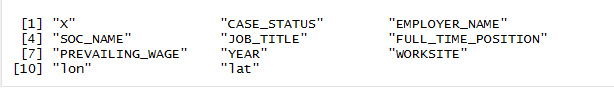 [1] "X" "CASE_STATUS" "EMPLOYER_NAME"
[4] "SOC_NAME" "JOB_TITLE" "FULL_TIME_POSITION"
[7] "PREVAILING_WAGE" "YEAR" "WORKSITE"
[10] "lon" "lat"